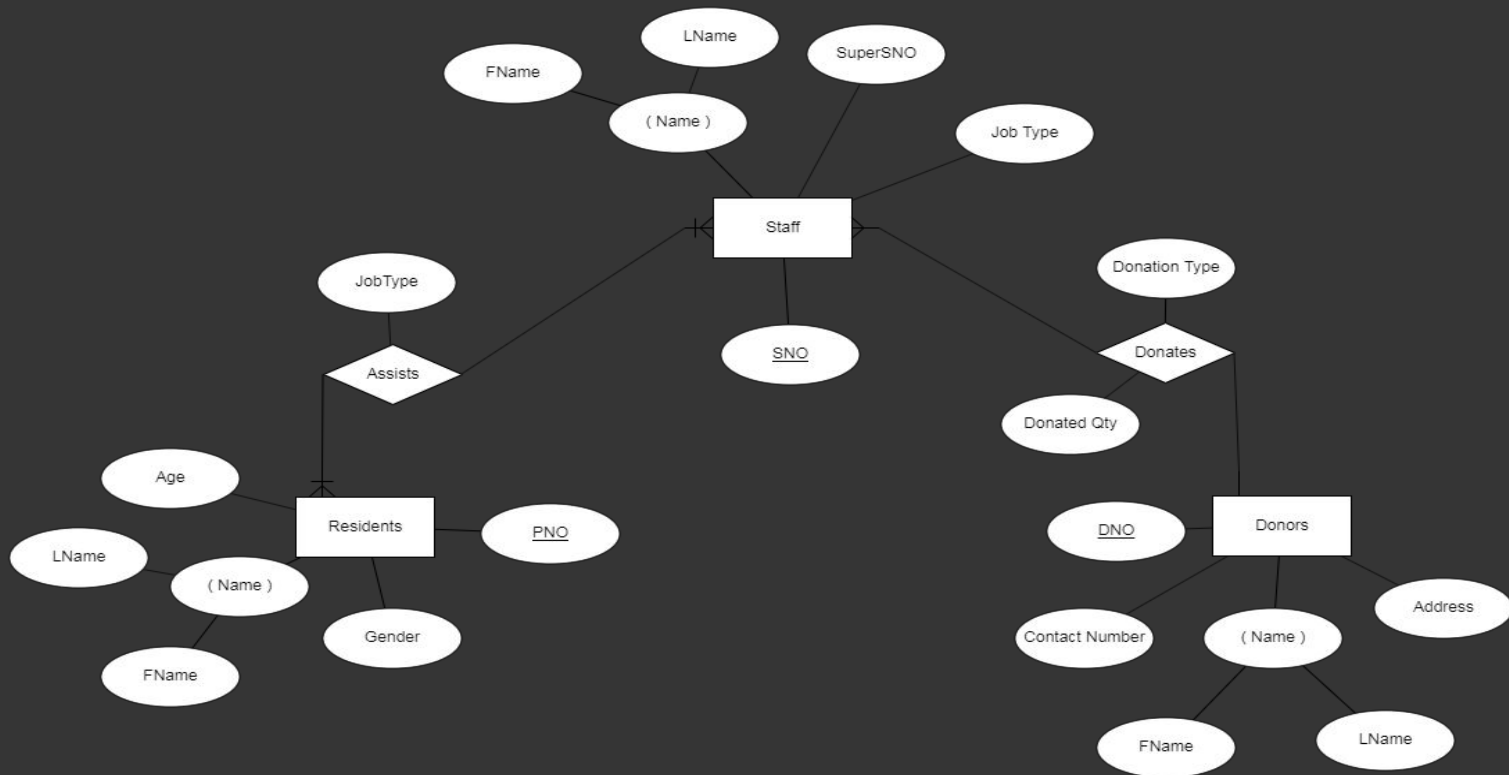 LName
SuperSNO
FName
( Name )
Job Type
Staff
Donation Type
JobType
SNO
Donates
Assists
Donated Qty
Age
Residents
PNO
DNO
Donors
LName
( Name )
Address
Gender
Contact Number
( Name )
FName
LName
FName